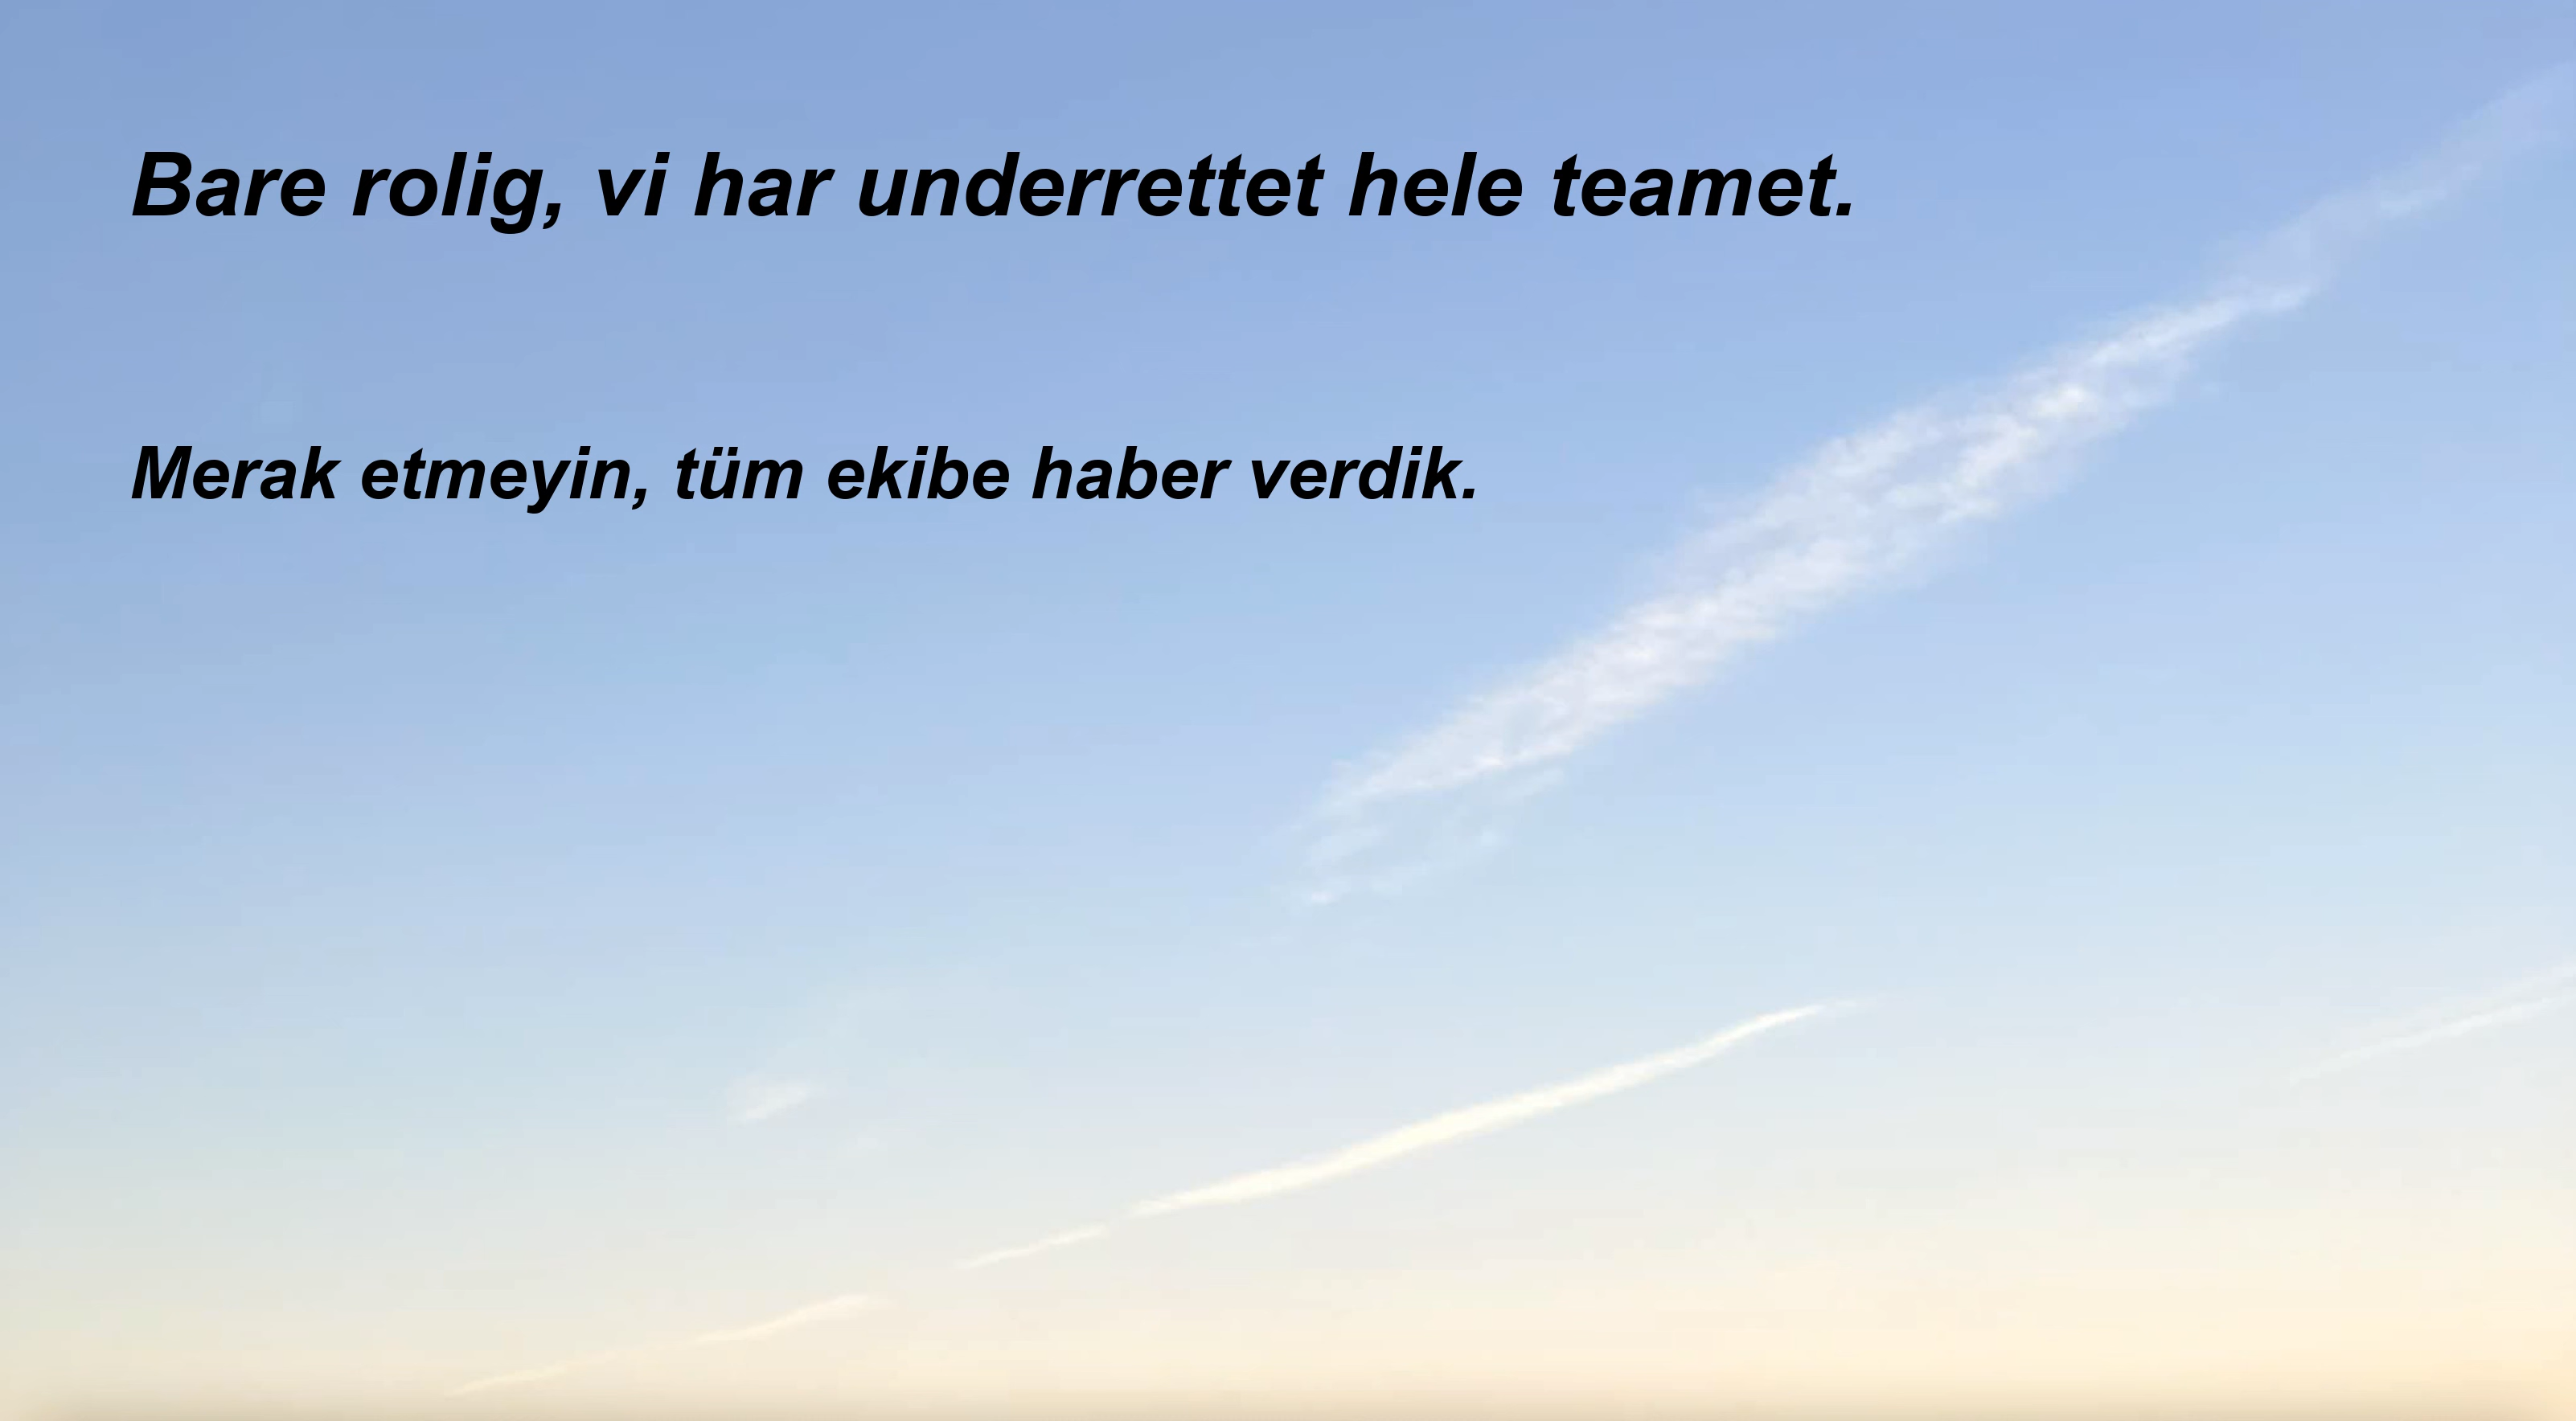 Bare rolig, vi har underrettet hele teamet.
Merak etmeyin, tüm ekibe haber verdik.